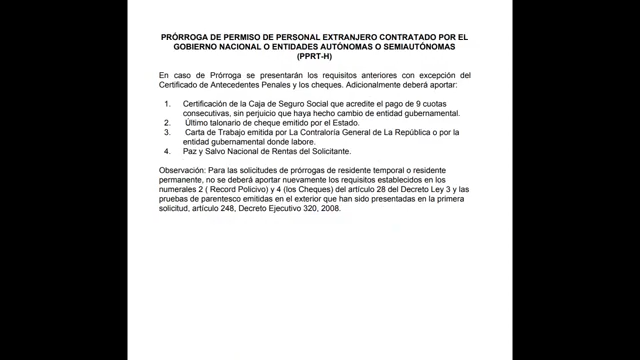 PRÓRROGA DE PERMISO DE PERSONAL EXTRANJERO CONTRATADO POR EL
GOBIERNO NACIONAL O ENTIDADES AUTÓNOMAS O SEMIAUTÓNOMAS
(PPRT-H)
En caso de Prórroga se presentarán los requisitos anteriores con excepción del
Certificado de Antecedentes Penales y los cheques. Adicionalmente deberá aportar:
1. Certificación de la Caja de Seguro Social que acredite el pago de 9 cuotas
consecutivas, sin perjuicio que haya hecho cambio de entidad gubernamental.
2. Último talonario de cheque emitido por el Estado.
3. Carta de Trabajo emitida por La Contraloría General de La República o por la
entidad gubernamental donde labore.
4. Paz y Salvo Nacional de Rentas del Solicitante.
Observación: Para las solicitudes de prórrogas de residente temporal o residente
permanente, no se deberá aportar nuevamente los requisitos establecidos en los
numerales 2 ( Record Policivo) y 4 (los Cheques) del artículo 28 del Decreto Ley 3 y las
pruebas de parentesco emitidas en el exterior que han sido presentadas en la primera
solicitud, artículo 248, Decreto Ejecutivo 320, 2008.